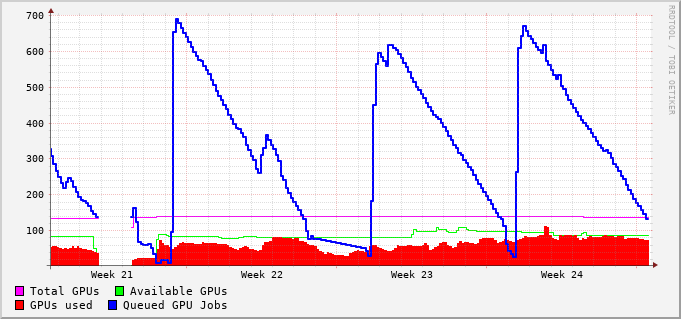 700
600
500
400
300
200
100
Week 21 Week 22 Week 23 Week 24
Total GPUs Available GPUs
GPUs used Queued GPU Jobs
RRDTOOL / TOBI OETIKER